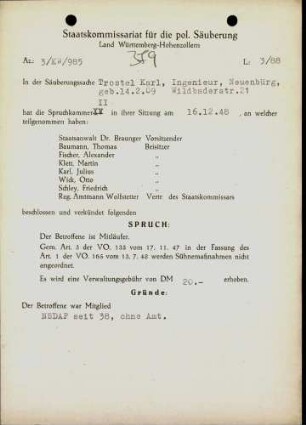 Staatskommissariat für die pol. Säuberung
Land Württemberg-Hohenzollern
Az.: 3/KW/985 379 L: 3/88
In der Säuberungssache Trostel Karl, Ingenieur, Neuenbürg,
geb.14.2.09 Wildbaderstr.21
II
hat die Spruchkammer XX in ihrer Sitzung am 16.12.48 , an welcher
teilgenommen haben:
Staatsanwalt Dr. Braunger Vorsitzender
Baumann, Thomas Beisitzer
Fischer, Alexander "
Klett, Martin "
Karl, Julius "
Wick, Otto "
Schley, Friedrich "
Reg. Amtmann Wolfstetter Vertr. des Staatskommissars
beschlossen und verkündet folgenden
SPRUCH:
Der Betroffene ist Mitläufer.
Gem. Art. 3 der VO. 133 vom 17. 11. 47 in der Fassung des
Art. 1 der VO. 165 vom 13. 7. 48 werden Sühnemaßnahmen nicht
angeordnet.
Es wird eine Verwaltungsgebühr von DM 20.- erhoben.
Gründe:
Der Betroffene war Mitglied
NSDAP seit 38, ohne Amt.